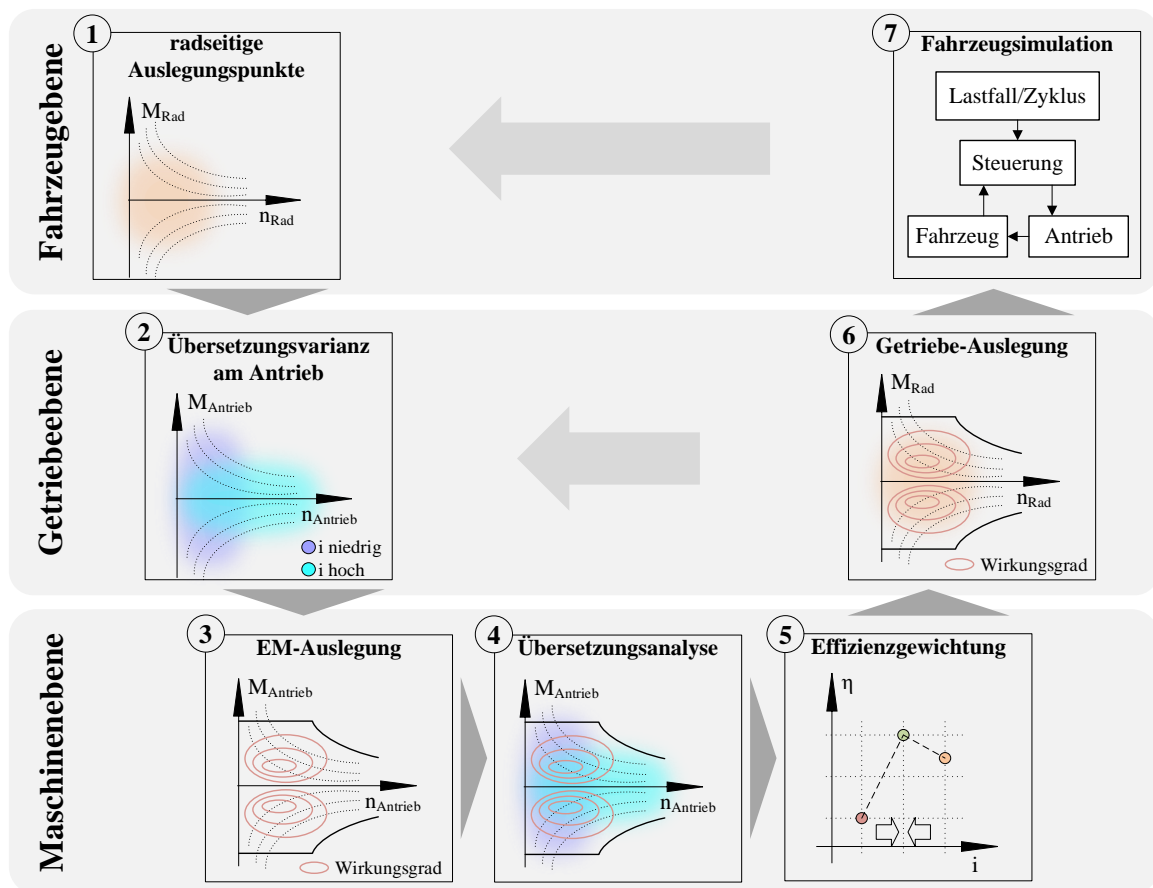 Fahrzeugebene
1
radseitige
Auslegungspunkte
M_Rad
n_Rad
7
Fahrzeugsimulation
Lastfall/Zyklus
Steuerung
Fahrzeug
Antrieb
Getriebeebene
2
Übersetzungsvarianz
am Antrieb
M_Antrieb
n_Antrieb
i niedrig
i hoch
6
Getriebe-Auslegung
M_Rad
n_Rad
Wirkungsgrad
Maschinenebene
3
EM-Auslegung
M_Antrieb
n_Antrieb
Wirkungsgrad
4
Übersetzungsanalyse
M_Antrieb
n_Antrieb
5
Effizienzgewichtung
η
i